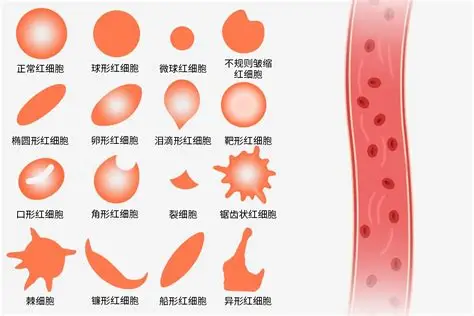 正常红细胞
球形红细胞
微球红细胞
不规则皱缩
红细胞
椭圆形红细胞
卵形红细胞
泪滴形红细胞
靶形红细胞
口形红细胞
角形红细胞
裂细胞
锯齿状红细胞
棘细胞
镰形红细胞
船形红细胞
异形红细胞